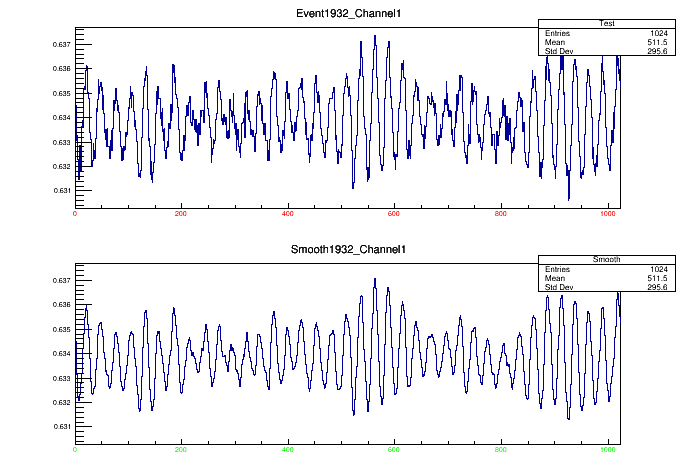 Event1932_Channel1
Test
Entries 1024
Mean 511.5
Std Dev 295.6
0.637
0.636
0.635
0.634
0.633
0.632
0.631
0 200 400 600 800 1000
Smooth1932_Channel1
Smooth
Entries 1024
Mean 511.5
Std Dev 295.6
0.637
0.636
0.635
0.634
0.633
0.632
0.631
0 200 400 600 800 1000